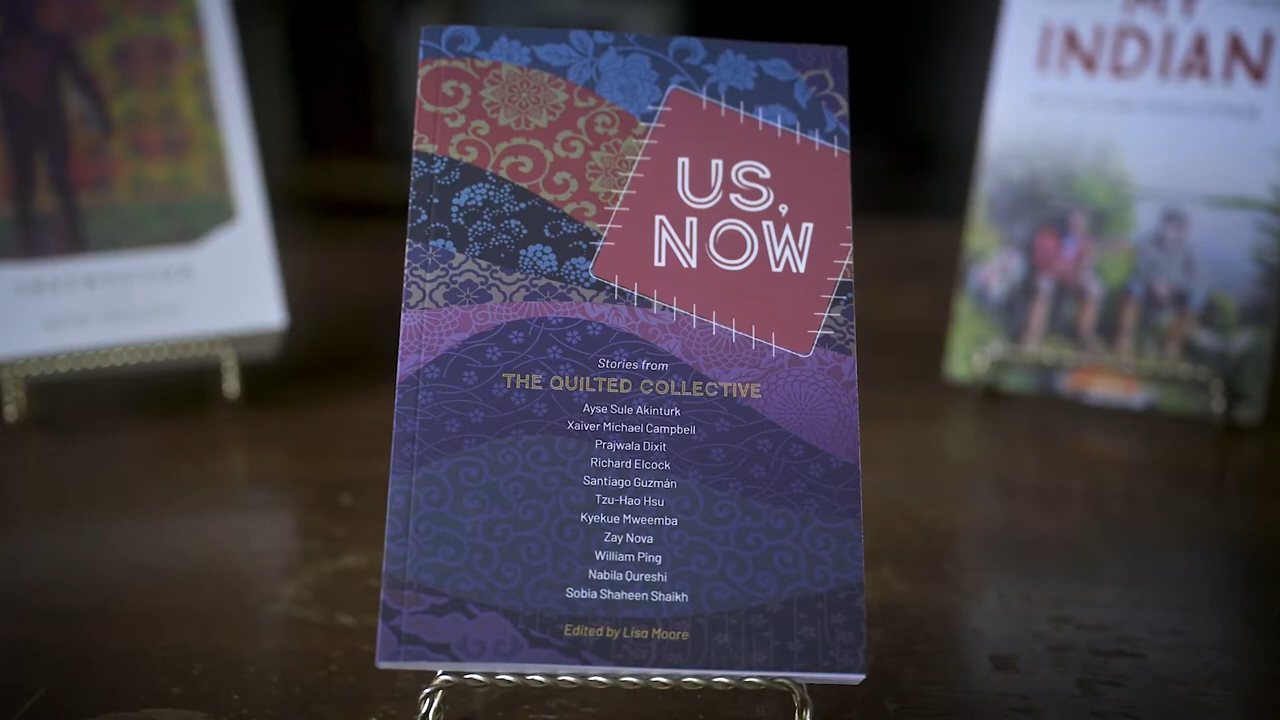 US,
NOW
Stories from
THE QUILTED COLLECTIVE
Ayse Sule Akinturk
Xaiver Michael Campbell
Prajwala Dixit
Richard Elcock
Santiago Guzmán
Tzu-Hao Hsu
Kyekue Mweemba
Zay Nova
William Ping
Nabila Qureshi
Sobia Shaheen Shaikh
Edited by Lisa Moore
MY
INDIAN